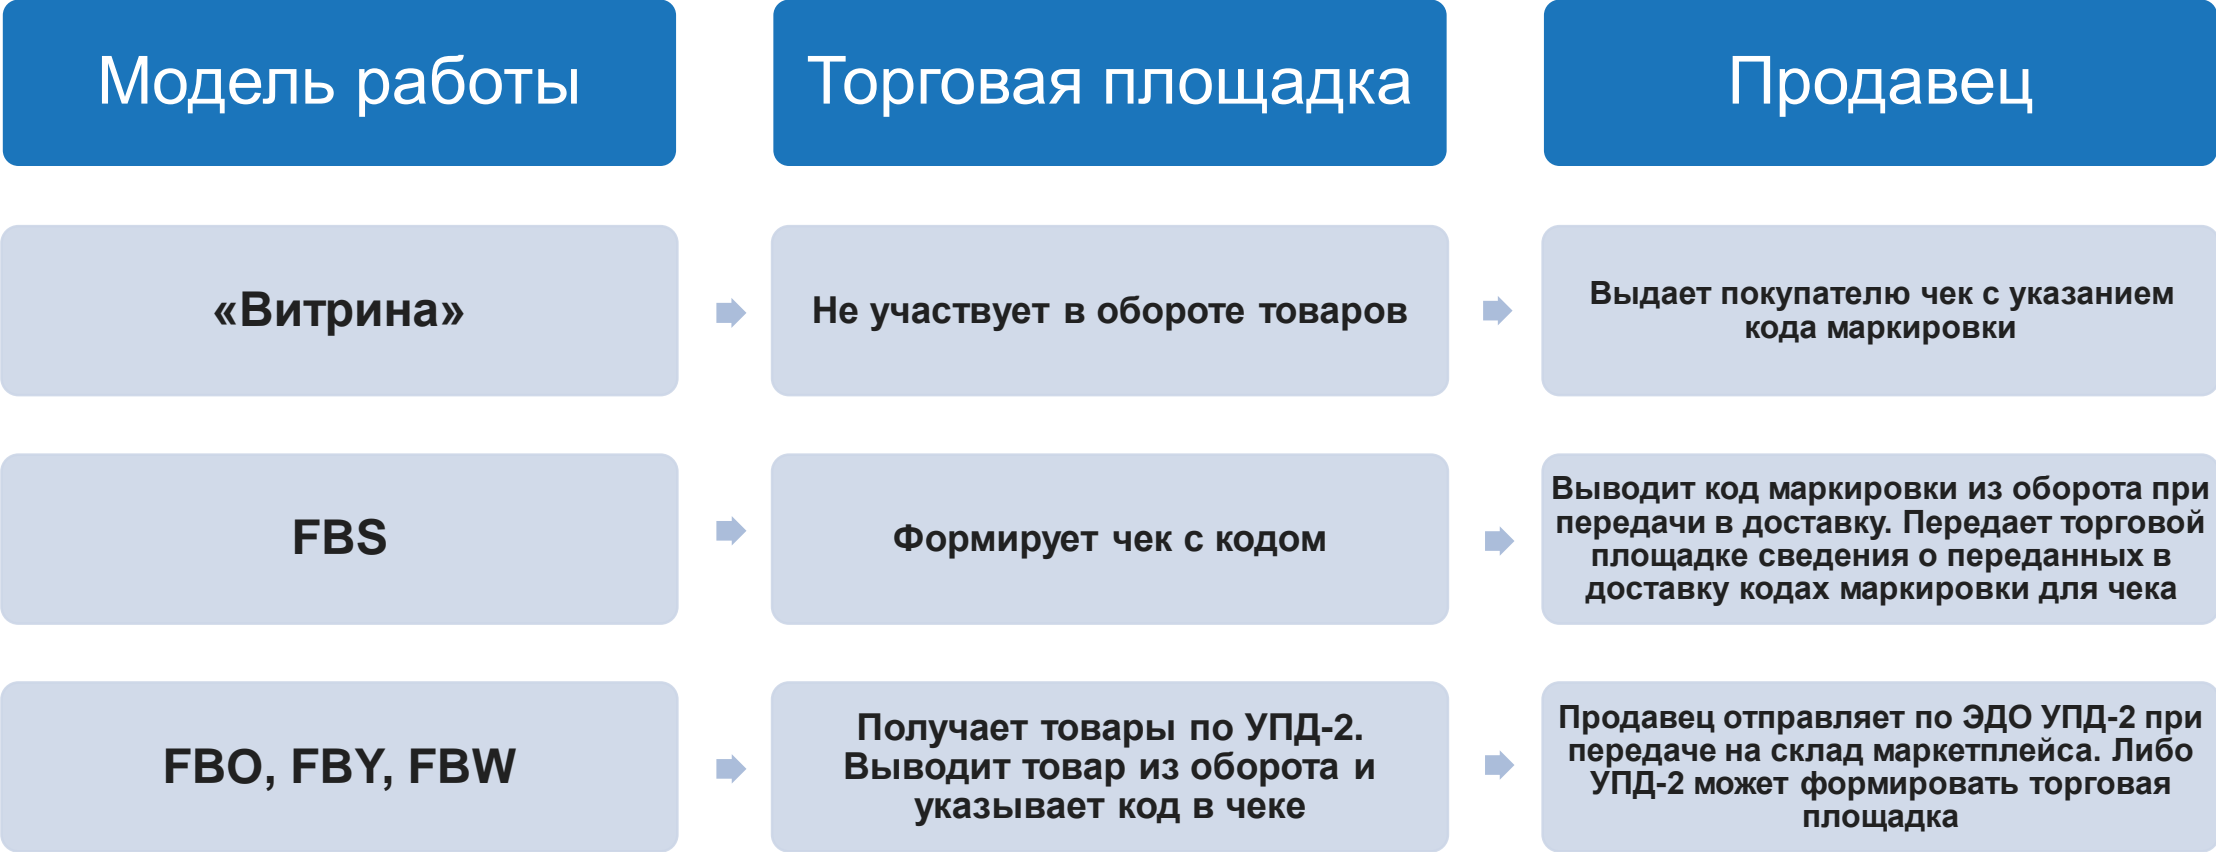 Модель работы
Торговая площадка
Продавец
«Витрина»
Не участвует в обороте товаров
Выдает покупателю чек с указанием
кода маркировки
FBS
Формирует чек с кодом
Выводит код маркировки из оборота при
передачи в доставку. Передает торговой
площадке сведения о переданных в
доставку кодах маркировки для чека
FBO, FBY, FBW
Получает товары по УПД-2.
Выводит товар из оборота и
указывает код в чеке
Продавец отправляет по ЭДО УПД-2 при
передаче на склад маркетплейса. Либо
УПД-2 может формировать торговая
площадка